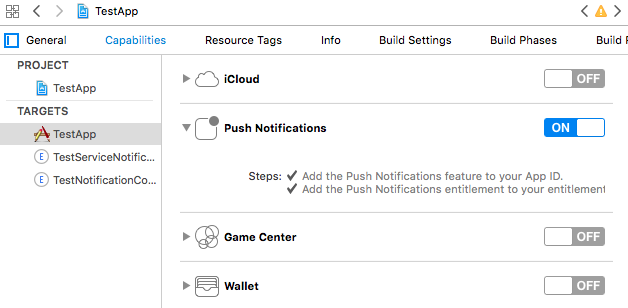 TestApp
General Capabilities Resource Tags Info Build Settings Build Phases Build
PROJECT
TestApp
TARGETS
TestApp
E TestServiceNotific...
E TestNotificationCo...
iCloud OFF
Push Notifications ON
Steps: ✔ Add the Push Notifications feature to your App ID.
✔ Add the Push Notifications entitlement to your entitlement
Game Center OFF
Wallet OFF